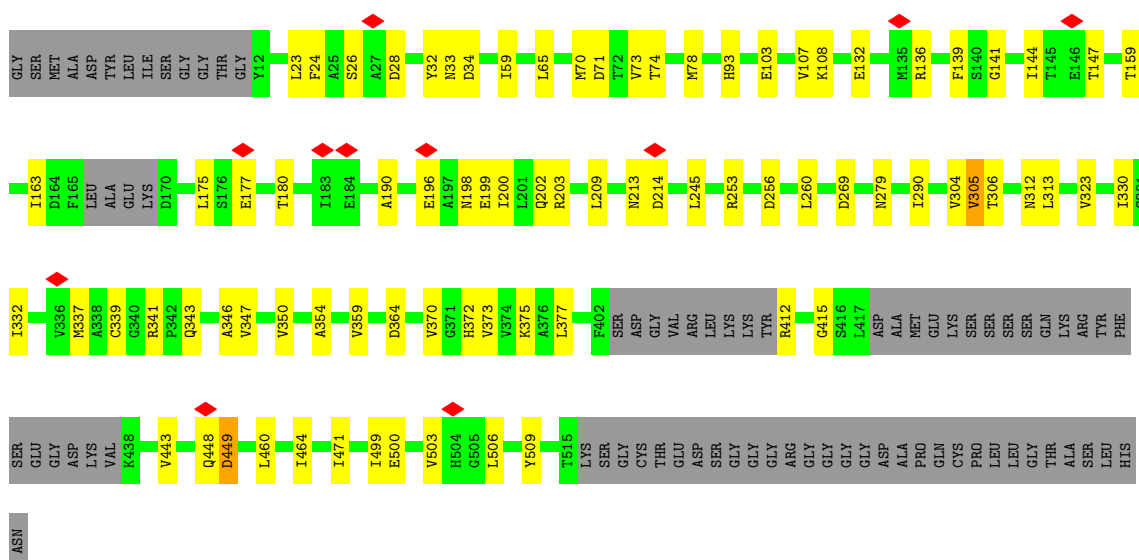 GLY SER MET ALA ASP TYR LEU ILE SER GLY GLY THR GLY Y12 L23 F24 A25 S26 A27 D28 Y32 N33 D34 I59 L65 M70 D71 T72 V73 T74 M78 H93 E103 V107 K108 E132 M135 R136 F139 S140 G141 I144 T145 E146 T147 T159
I163 D164 F165 LEU ALA GLU LYS D170 L175 S176 E177 T180 I183 E184 A190 E196 A197 N198 E199 I200 L201 Q202 R203 L209 N213 D214 L245 R253 D256 L260 D269 N279 I290 V304 V305 T306 N312 L313 V323 I330
I332 V336 M337 A338 C339 G340 R341 P342 Q343 A346 V347 V350 A354 V359 D364 V370 G371 H372 V373 V374 K375 A376 L377 F402 SER ASP GLY VAL ARG LEU LYS LYS TYR R412 G415 S416 L417 ASP ALA MET GLU LYS SER SER SER SER GLN LYS ARG TYR PHE
SER GLU GLY ASP LYS VAL K438 V443 Q448 D449 L460 I464 I471 I499 E500 V503 H504 G505 L506 Y509 T515 LYS SER GLY CYS THR GLU ASP SER GLY GLY GLY ARG GLY GLY GLY GLY GLY ASP ALA PRO GLN CYS PRO LEU LEU GLY THR ALA SER LEU HIS
ASN